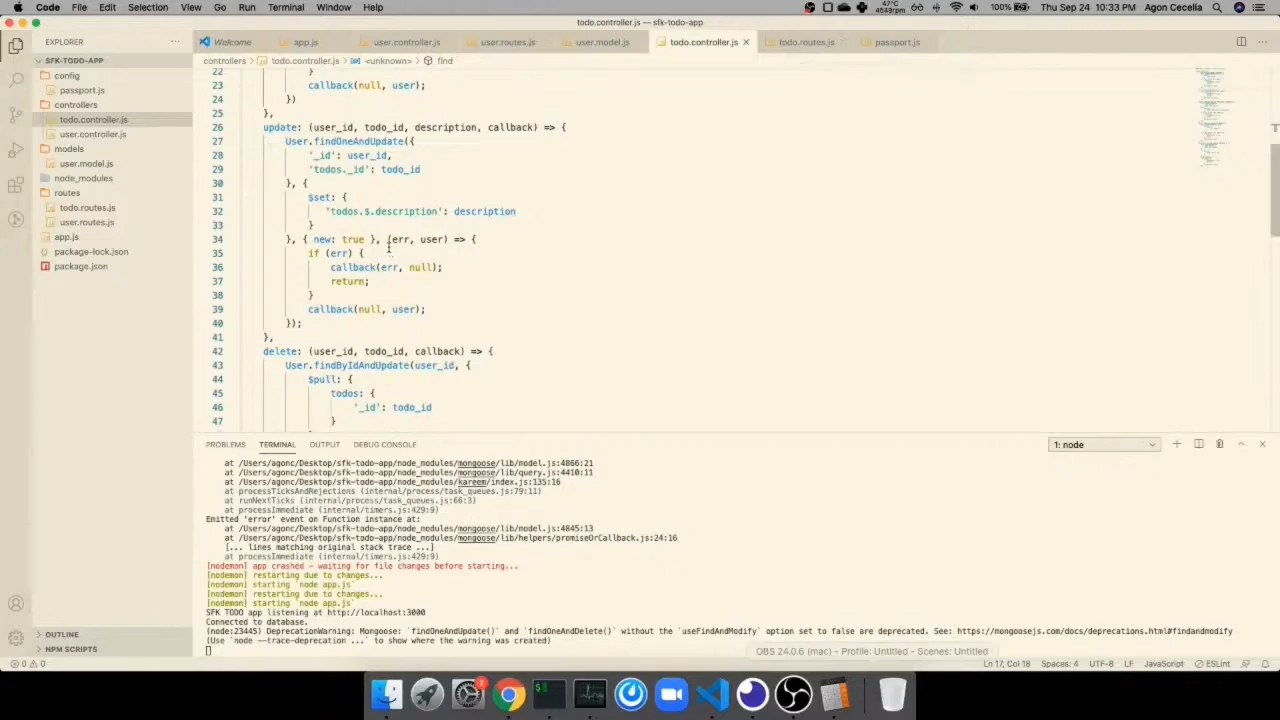 Code File Edit Selection View Go Run Terminal Window Help 47°C 4649rpm 100% Thu Sep 24 10:33 PM Agon Cecelia
todo.controller.js — sfk-todo-app
EXPLORER ...
Welcome app.js user.controller.js user.routes.js user.model.js todo.controller.js todo.routes.js passport.js
controllers > todo.controller.js > <unknown> > find
SFK-TODO-APP
config
passport.js
controllers
todo.controller.js
user.controller.js
models
user.model.js
node_modules
routes
todo.routes.js
user.routes.js
app.js
package-lock.json
package.json
OUTLINE
NPM SCRIPTS
22 }
23 callback(null, user);
24 })
25 },
26 update: (user_id, todo_id, description, callback) => {
27 User.findOneAndUpdate({
28 '_id': user_id,
29 'todos._id': todo_id
30 }, {
31 $set: {
32 'todos.$.description': description
33 }
34 }, { new: true }, (err, user) => {
35 if (err) {
36 callback(err, null);
37 return;
38 }
39 callback(null, user);
40 });
41 },
42 delete: (user_id, todo_id, callback) => {
43 User.findByIdAndUpdate(user_id, {
44 $pull: {
45 todos: {
46 '_id': todo_id
47 }
PROBLEMS TERMINAL OUTPUT DEBUG CONSOLE 1: node
at /Users/agonc/Desktop/sfk-todo-app/node_modules/mongoose/lib/model.js:4866:21
at /Users/agonc/Desktop/sfk-todo-app/node_modules/mongoose/lib/query.js:4410:11
at /Users/agonc/Desktop/sfk-todo-app/node_modules/kareem/index.js:135:16
at processTicksAndRejections (internal/process/task_queues.js:79:11)
at runNextTicks (internal/process/task_queues.js:66:3)
at processImmediate (internal/timers.js:429:9)
Emitted 'error' event on Function instance at:
at /Users/agonc/Desktop/sfk-todo-app/node_modules/mongoose/lib/model.js:4845:13
at /Users/agonc/Desktop/sfk-todo-app/node_modules/mongoose/lib/helpers/promiseOrCallback.js:24:16
[... lines matching original stack trace ...]
at processImmediate (internal/timers.js:429:9)
[nodemon] app crashed - waiting for file changes before starting...
[nodemon] restarting due to changes...
[nodemon] starting `node app.js`
[nodemon] restarting due to changes...
[nodemon] starting `node app.js`
SFK TODO app listening at http://localhost:3000
Connected to database.
(node:23445) DeprecationWarning: Mongoose: `findOneAndUpdate()` and `findOneAndDelete()` without the `useFindAndModify` option set to false are deprecated. See: https://mongoosejs.com/docs/deprecations.html#findandmodify
(Use `node --trace-deprecation ...` to show where the warning was created)
OBS 24.0.6 (mac) - Profile: Untitled - Scenes: Untitled
0 0 Ln 17, Col 18 Spaces: 4 UTF-8 LF JavaScript ESLint
2